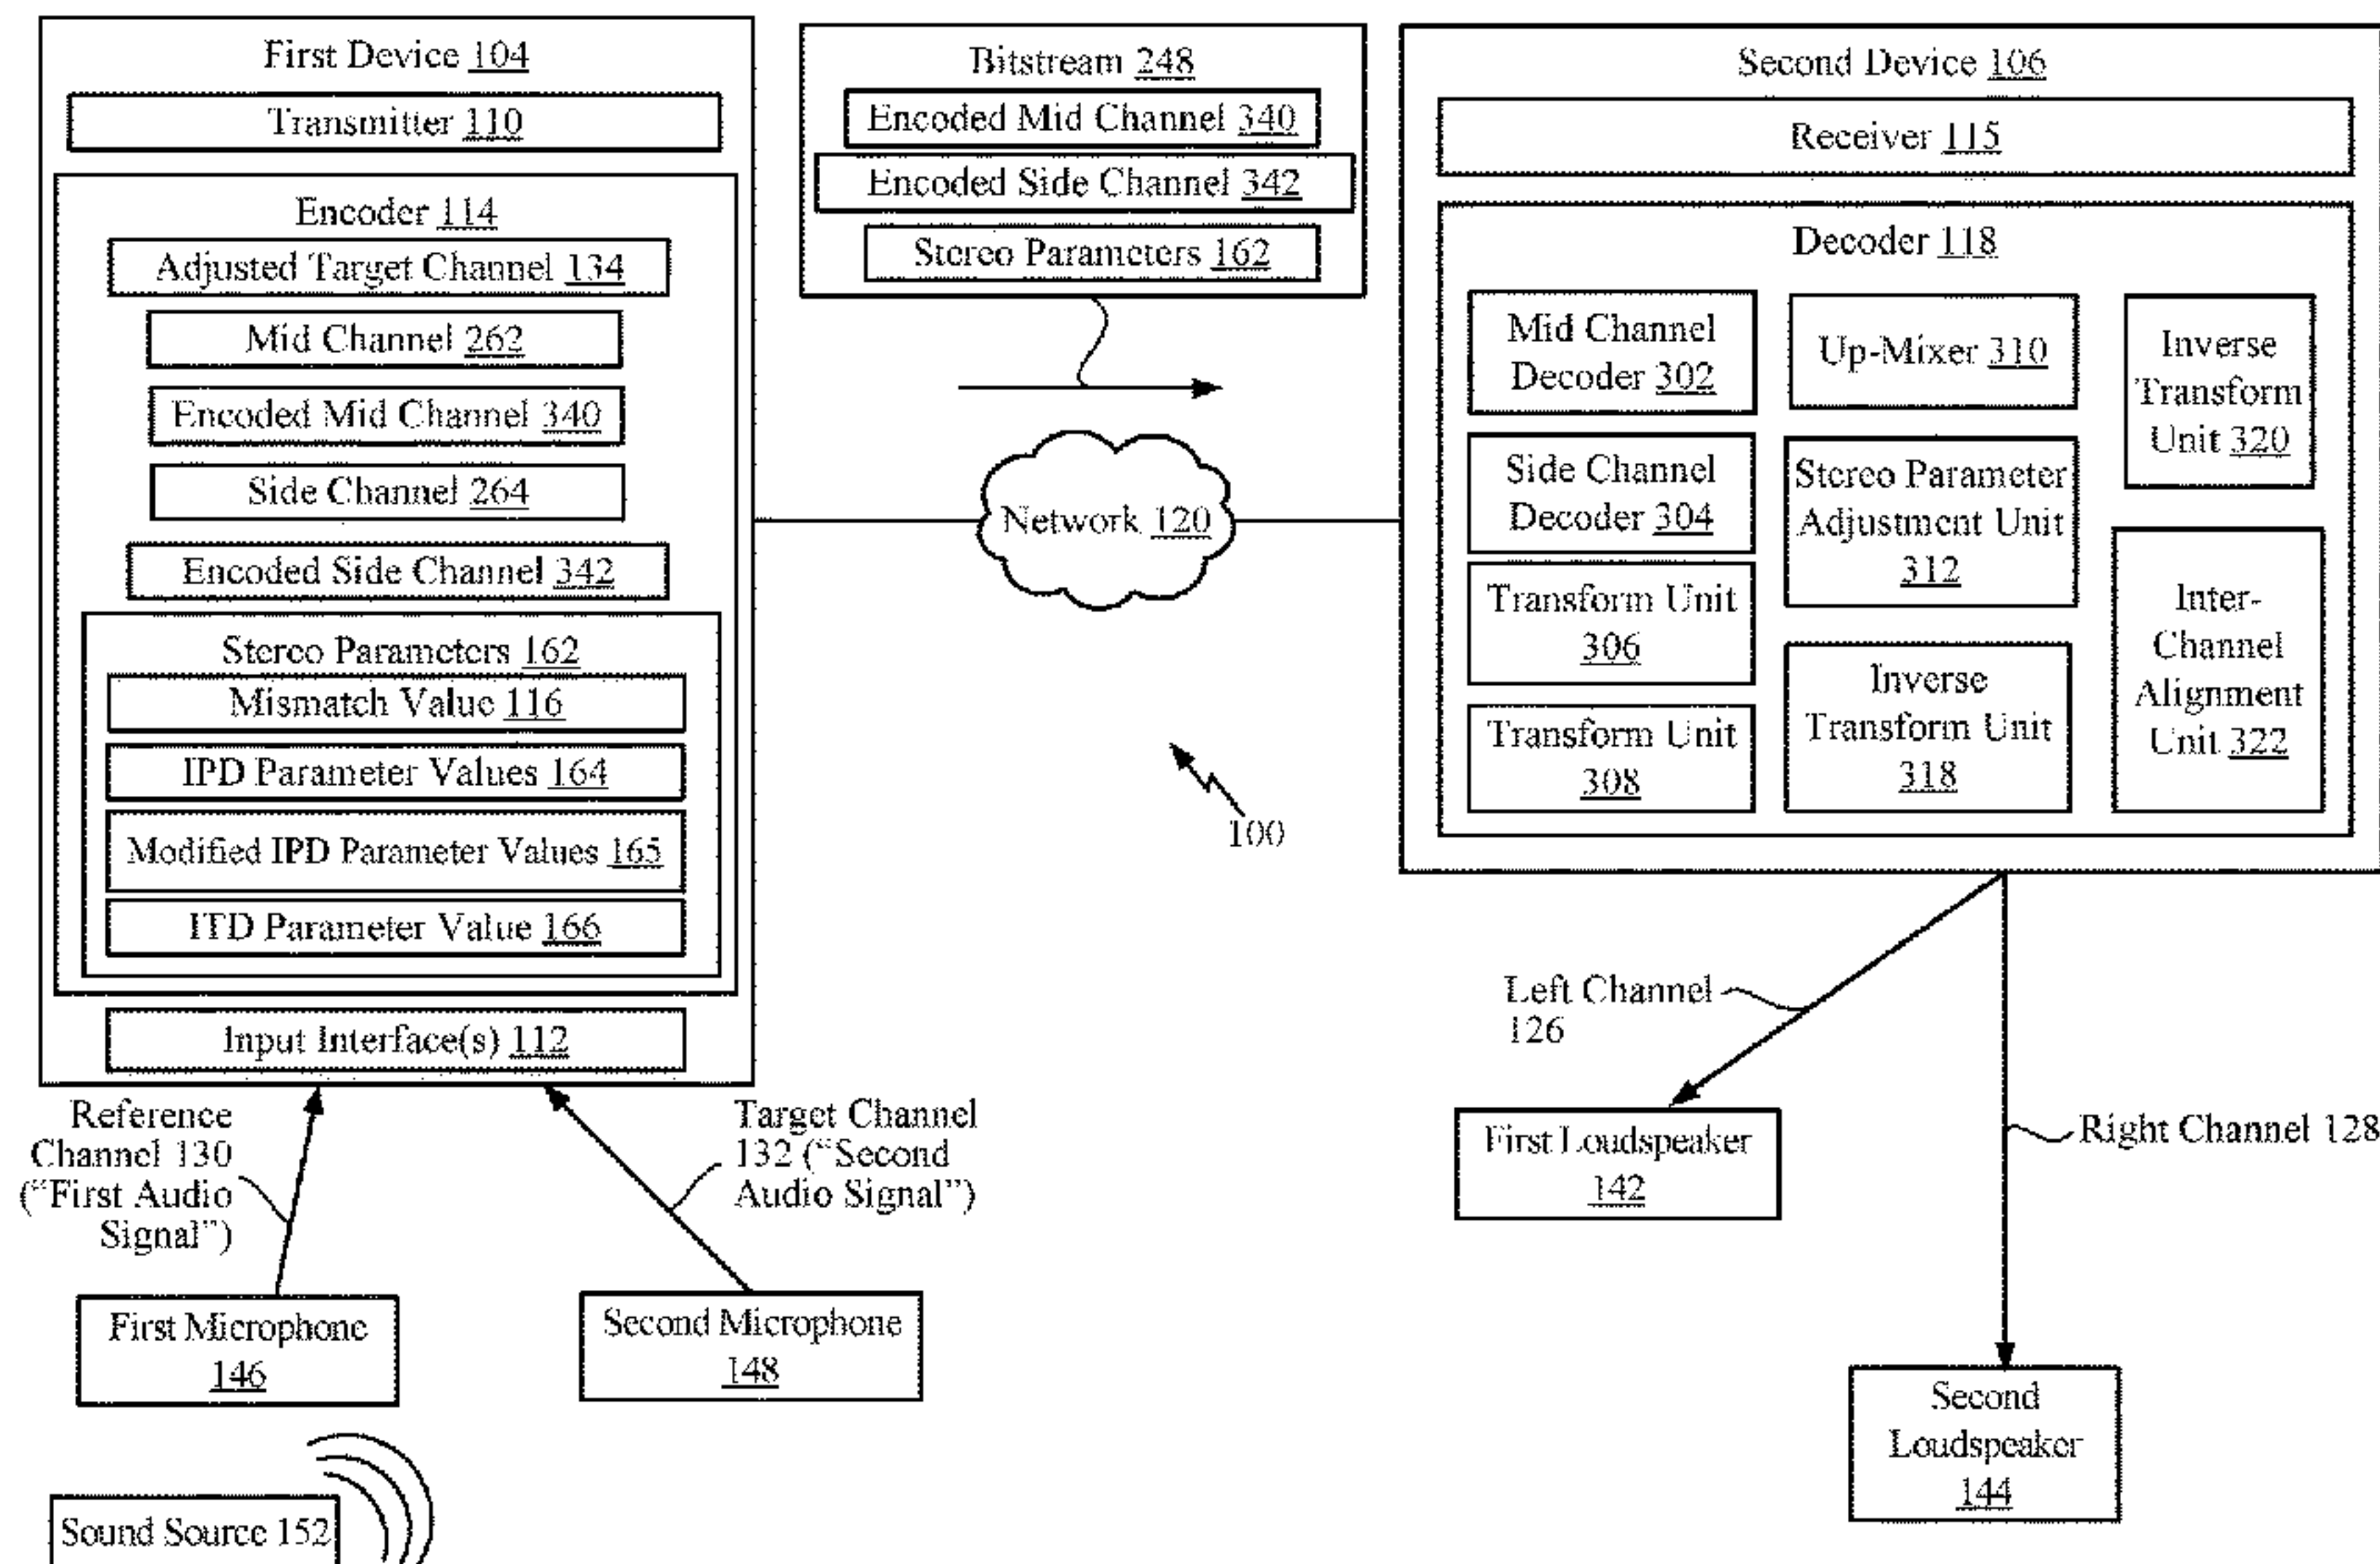 First Device 104
Transmitter 110
Encoder 114
Adjusted Target Channel 134
Mid Channel 262
Encoded Mid Channel 340
Side Channel 264
Encoded Side Channel 342
Stereo Parameters 162
Mismatch Value 116
IPD Parameter Values 164
Modified IPD Parameter Values 165
ITD Parameter Value 166
Input Interface(s) 112
Reference
Channel 130
("First Audio
Signal")
Target Channel
132 ("Second
Audio Signal")
First Microphone
146
Second Microphone
148
Sound Source 152
Bitstream 248
Encoded Mid Channel 340
Encoded Side Channel 342
Stereo Parameters 162
Network 120
100
Second Device 106
Receiver 115
Decoder 118
Mid Channel
Decoder 302
Side Channel
Decoder 304
Transform Unit
306
Transform Unit
308
Up-Mixer 310
Stereo Parameter
Adjustment Unit
312
Inverse
Transform Unit
318
Inverse
Transform
Unit 320
Inter-
Channel
Alignment
Unit 322
Left Channel
126
Right Channel 128
First Loudspeaker
142
Second
Loudspeaker
144